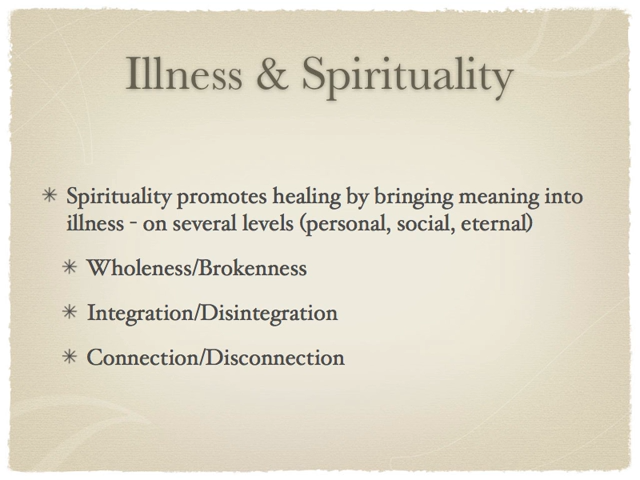 Illness & Spirituality
✴ Spirituality promotes healing by bringing meaning into
illness - on several levels (personal, social, eternal)
✴ Wholeness/Brokenness
✴ Integration/Disintegration
✴ Connection/Disconnection